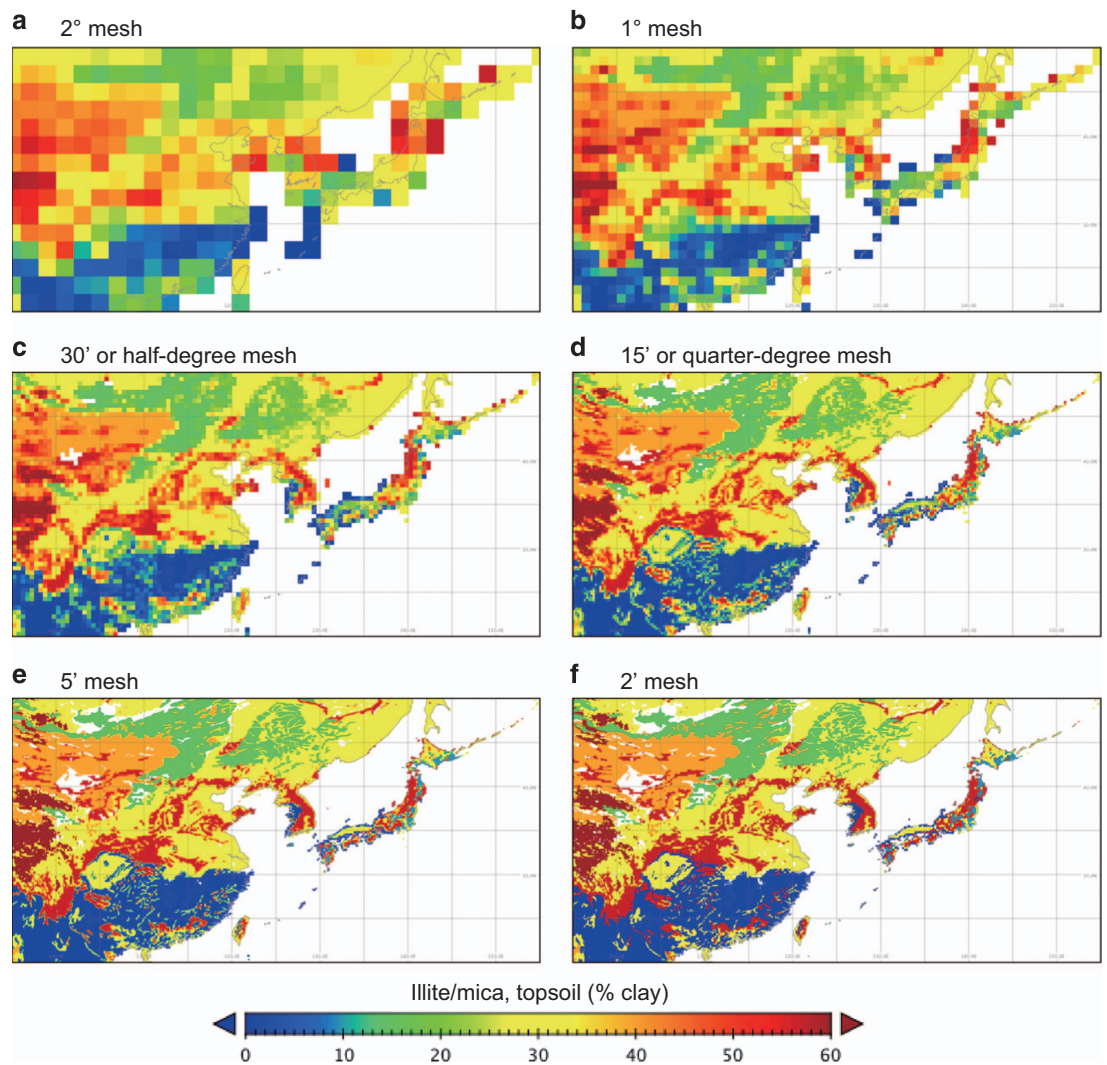 a 2° mesh
b 1° mesh
c 30' or half-degree mesh
d 15' or quarter-degree mesh
e 5' mesh
f 2' mesh
Illite/mica, topsoil (% clay)
0 10 20 30 40 50 60